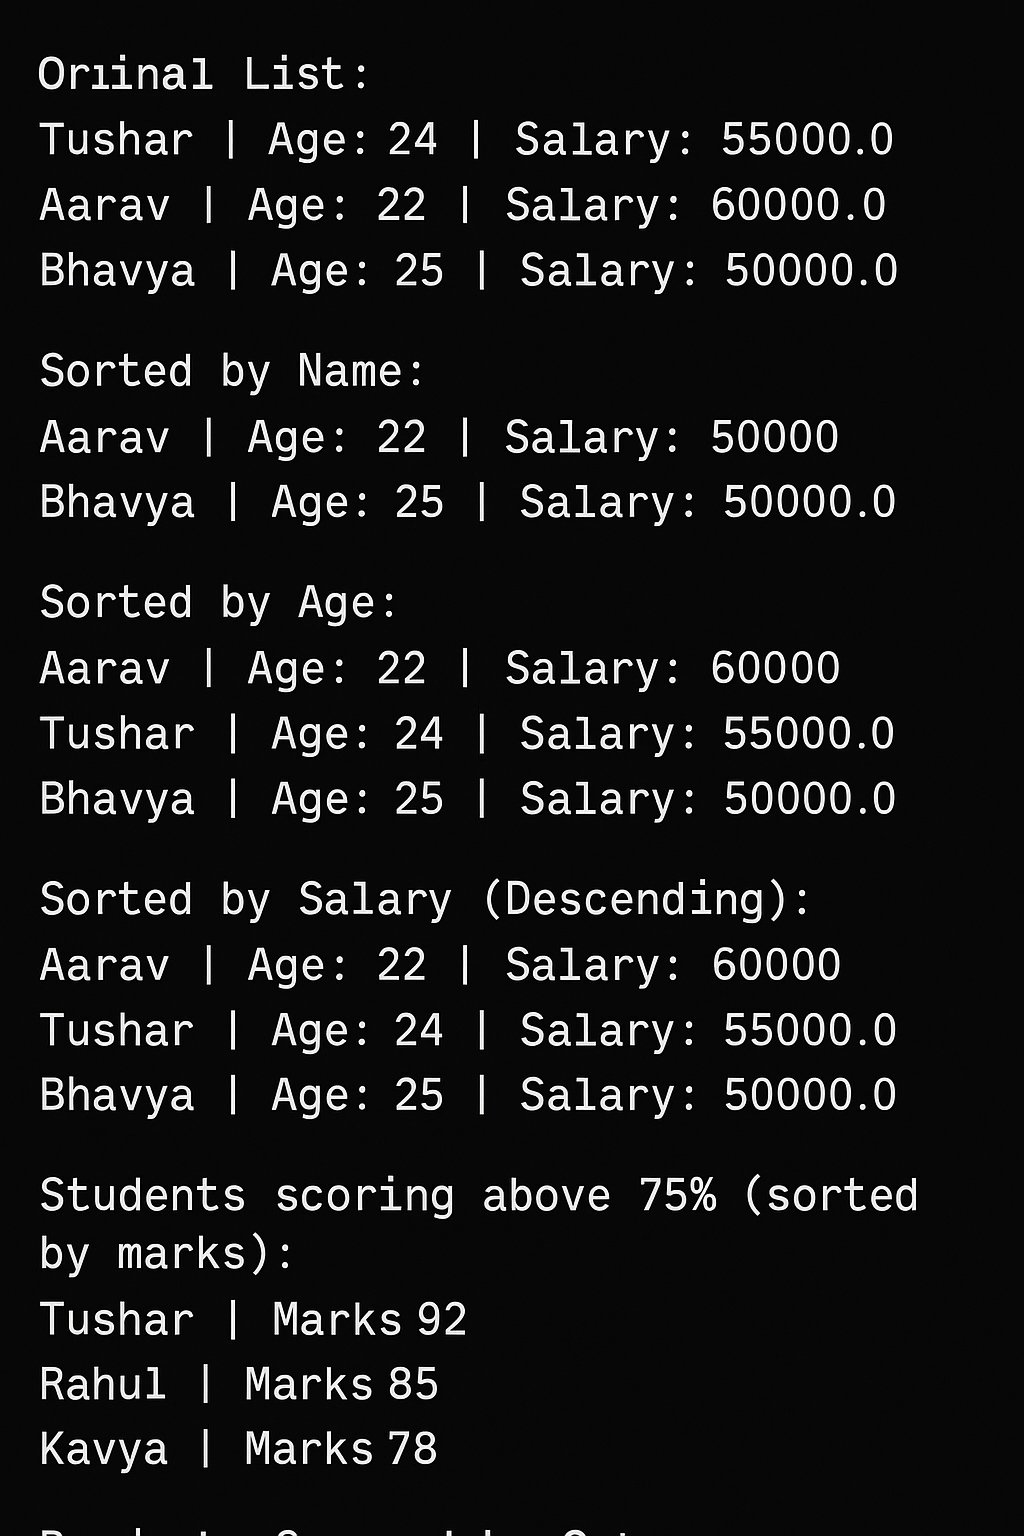 Orıinal List:
Tushar | Age: 24 | Salary: 55000.0
Aarav | Age: 22 | Salary: 60000.0
Bhavya | Age: 25 | Salary: 50000.0
Sorted by Name:
Aarav | Age: 22 | Salary: 50000
Bhavya | Age: 25 | Salary: 50000.0
Sorted by Age:
Aarav | Age: 22 | Salary: 60000
Tushar | Age: 24 | Salary: 55000.0
Bhavya | Age: 25 | Salary: 50000.0
Sorted by Salary (Descending):
Aarav | Age: 22 | Salary: 60000
Tushar | Age: 24 | Salary: 55000.0
Bhavya | Age: 25 | Salary: 50000.0
Students scoring above 75% (sorted
by marks):
Tushar | Marks 92
Rahul | Marks 85
Kavya | Marks 78